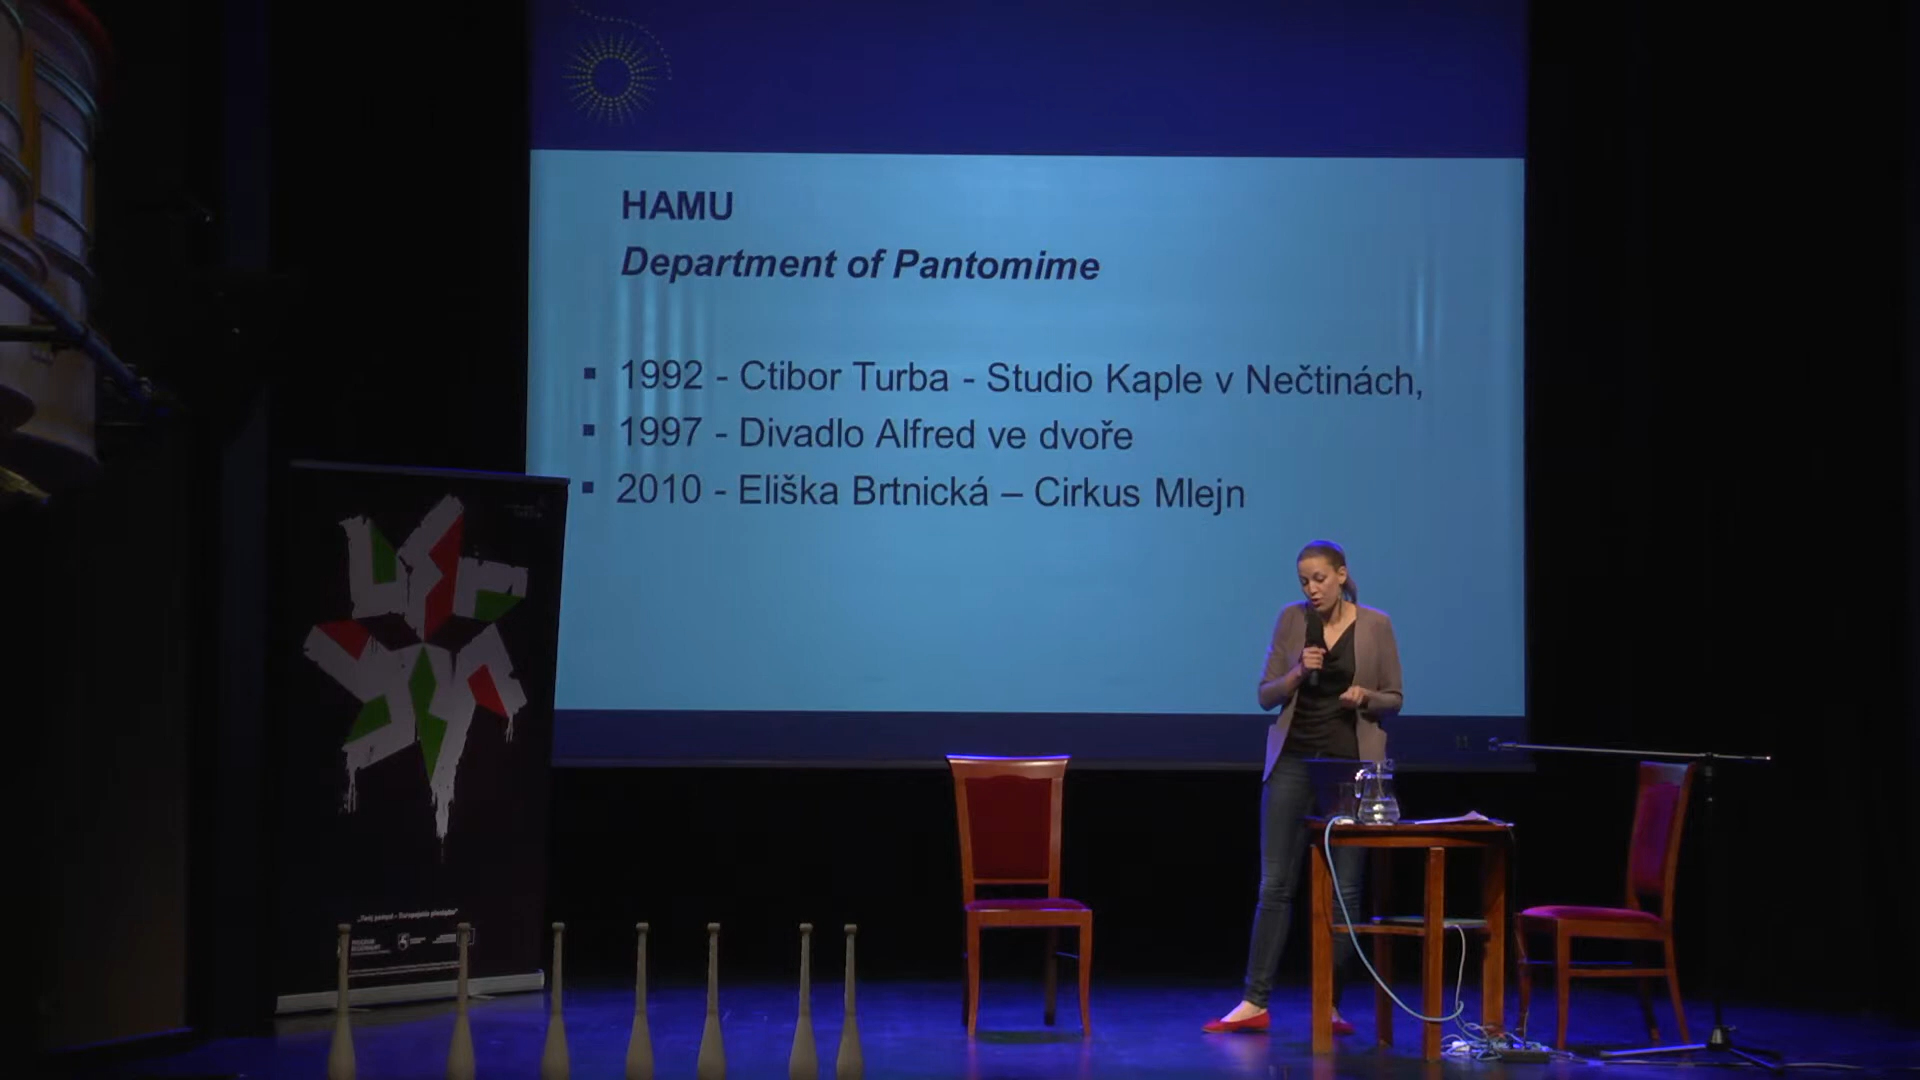 HAMU
Department of Pantomime
▪ 1992 - Ctibor Turba - Studio Kaple v Nečtinách,
▪ 1997 - Divadlo Alfred ve dvoře
▪ 2010 - Eliška Brtnická – Cirkus Mlejn